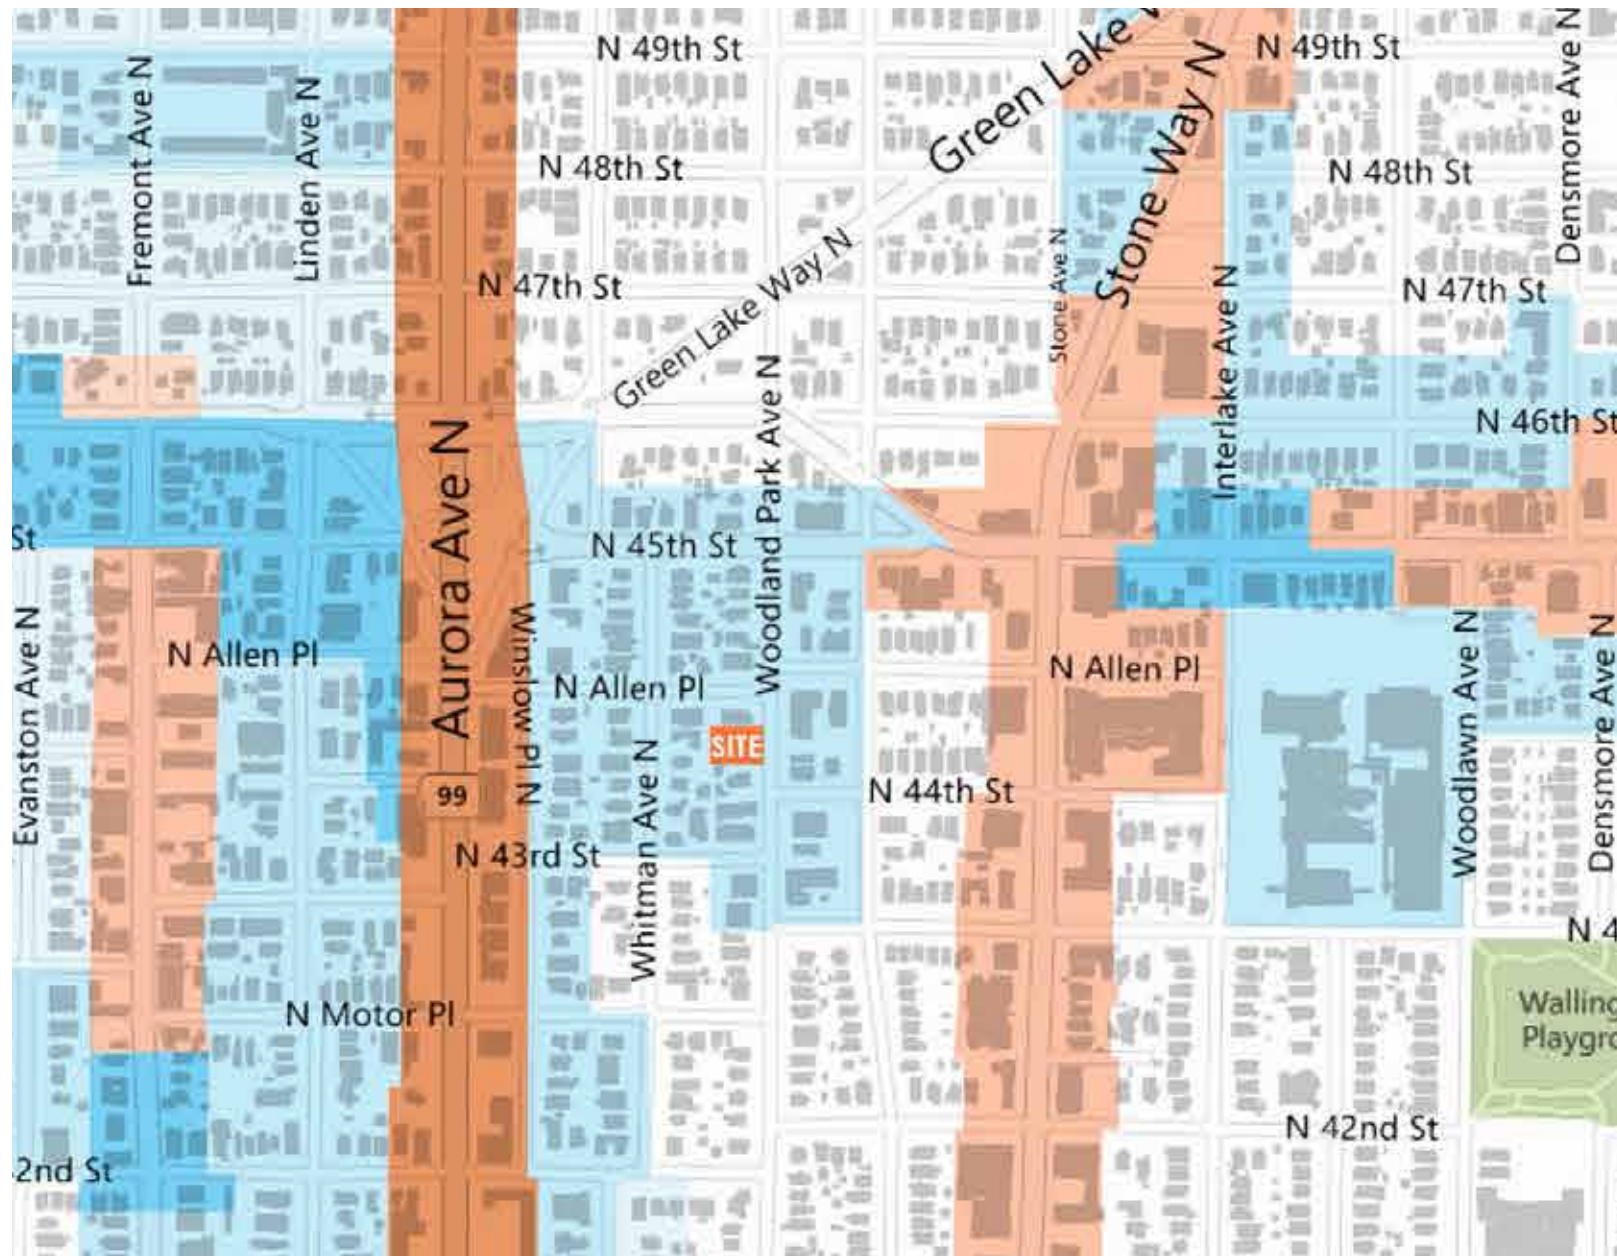 N 49th St
Green Lake
Stone Way N
N 49th St
Densmore Ave N
Fremont Ave N
Linden Ave N
N 48th St
N 48th St
N 47th St
Green Lake Way N
Stone Ave N
Interlake Ave N
N 47th St
N 46th St
Aurora Ave N
Woodland Park Ave N
St
N 45th St
Evanston Ave N
N Allen Pl
Winslow Pl N
N Allen Pl
N Allen Pl
Woodlawn Ave N
Densmore Ave N
SITE
99
Whitman Ave N
N 44th St
N 43rd St
N 4
N Motor Pl
Walling
Playgro
N 42nd St
2nd St